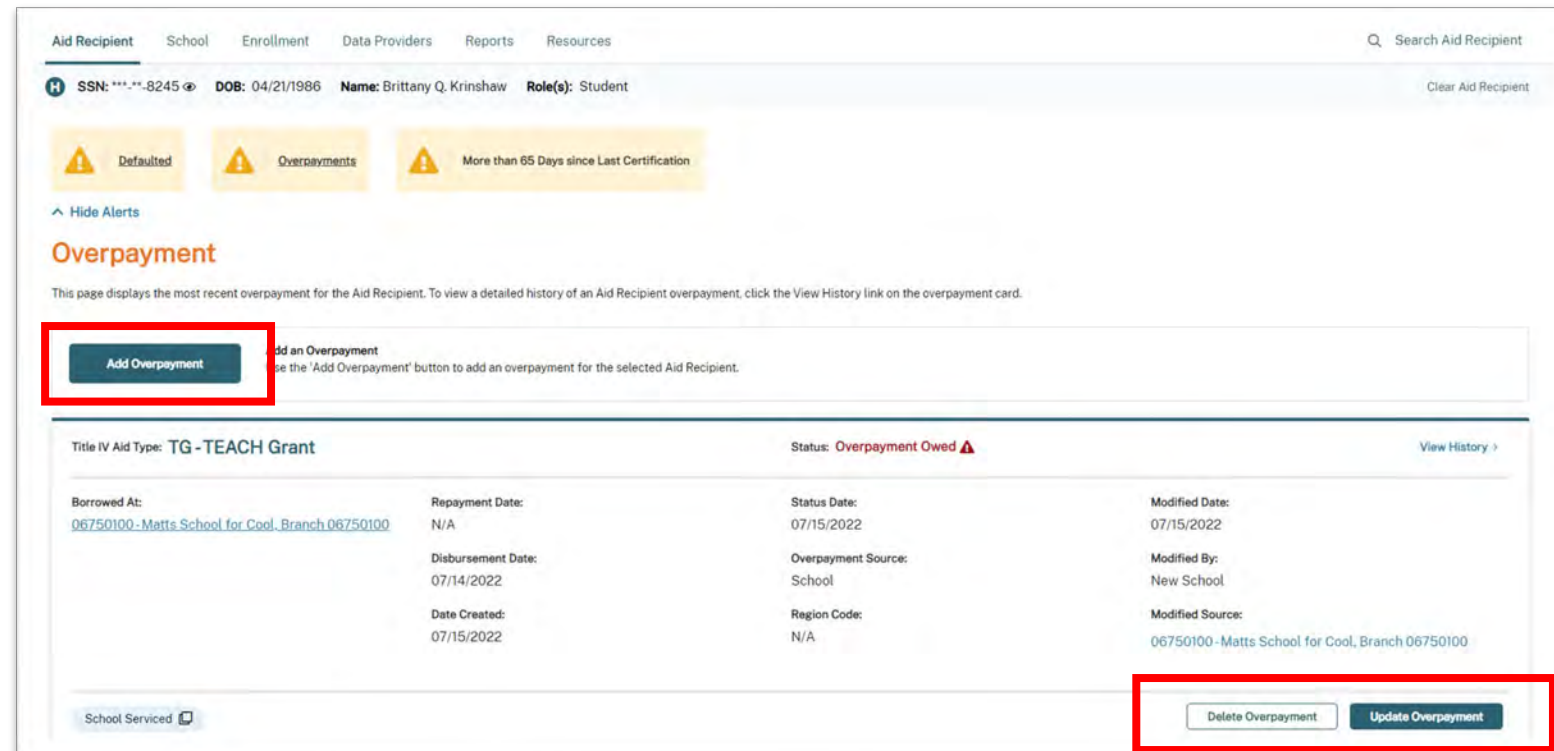 Aid Recipient School Enrollment Data Providers Reports Resources Search Aid Recipient
H SSN: ***-**-8245 DOB: 04/21/1986 Name: Brittany Q. Krinshaw Role(s): Student Clear Aid Recipient
Defaulted Overpayments More than 65 Days since Last Certification
Hide Alerts
Overpayment
This page displays the most recent overpayment for the Aid Recipient. To view a detailed history of an Aid Recipient overpayment, click the View History link on the overpayment card.
Add an Overpayment
Add Overpayment
Use the 'Add Overpayment' button to add an overpayment for the selected Aid Recipient.
Title IV Aid Type: TG - TEACH Grant Status: Overpayment Owed View History >
Borrowed At: Repayment Date: Status Date: Modified Date:
06750100 - Matts School for Cool, Branch 06750100 N/A 07/15/2022 07/15/2022
Disbursement Date: Overpayment Source: Modified By:
07/14/2022 School New School
Date Created: Region Code: Modified Source:
07/15/2022 N/A 06750100 - Matts School for Cool, Branch 06750100
School Serviced Delete Overpayment Update Overpayment